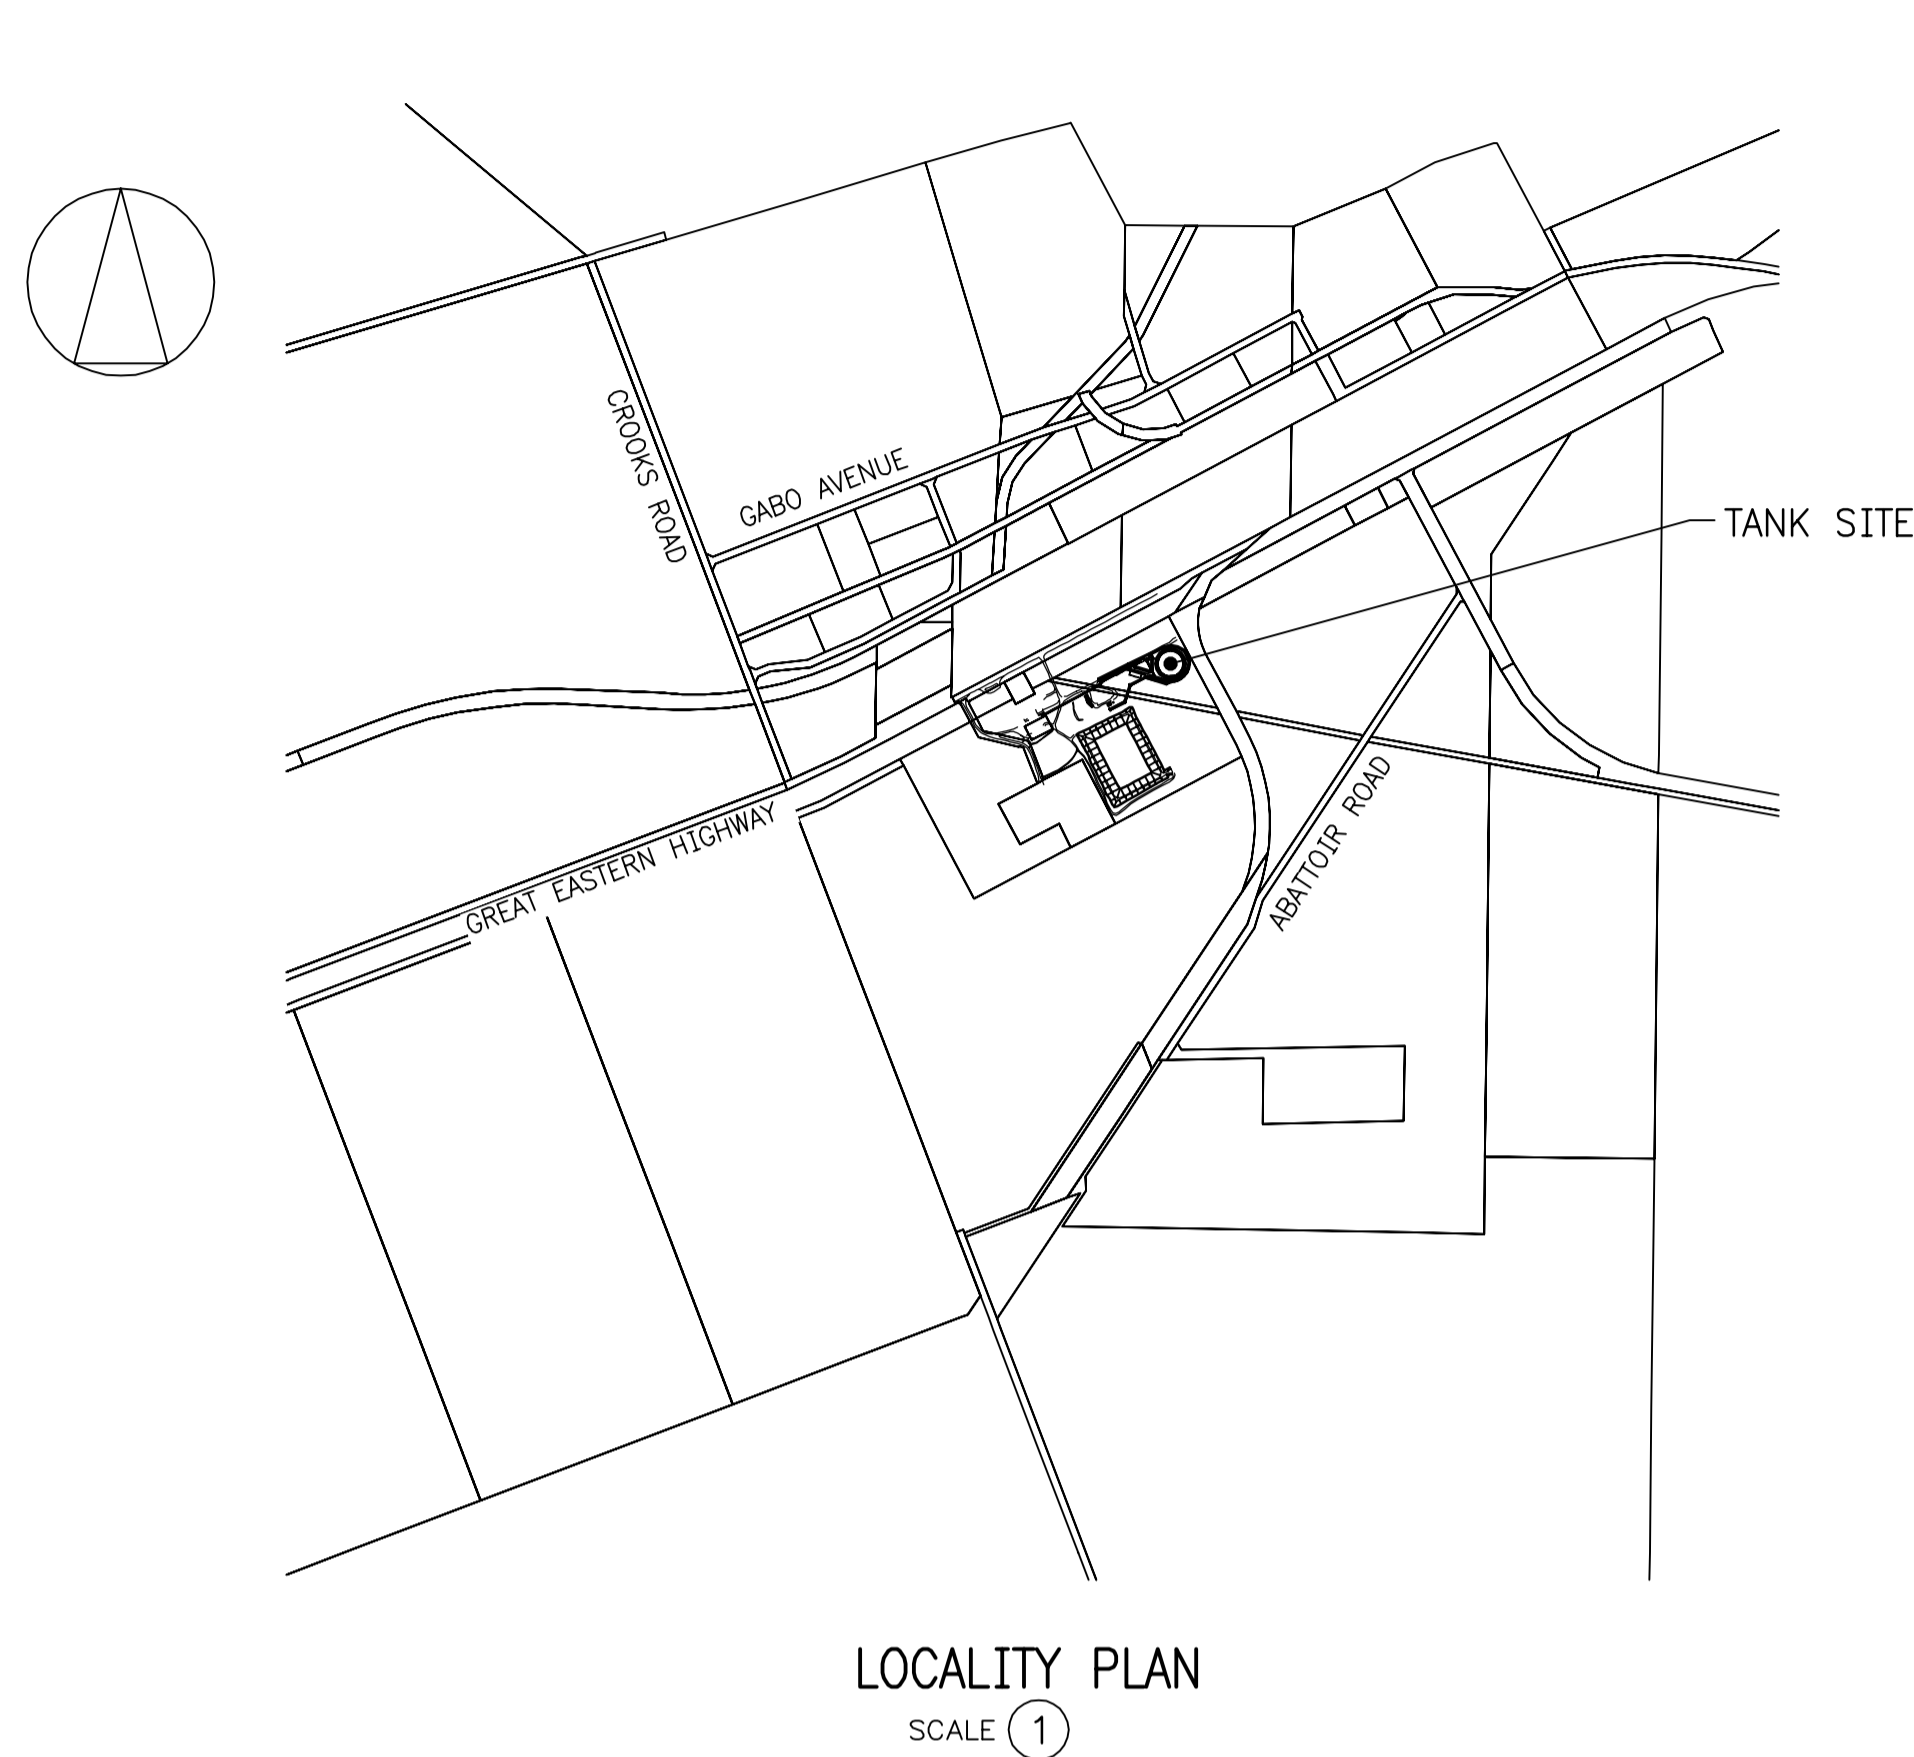 CROOKS ROAD
GABO AVENUE
TANK SITE
GREAT EASTERN HIGHWAY
ABATTOIR ROAD
LOCALITY PLAN
SCALE 1